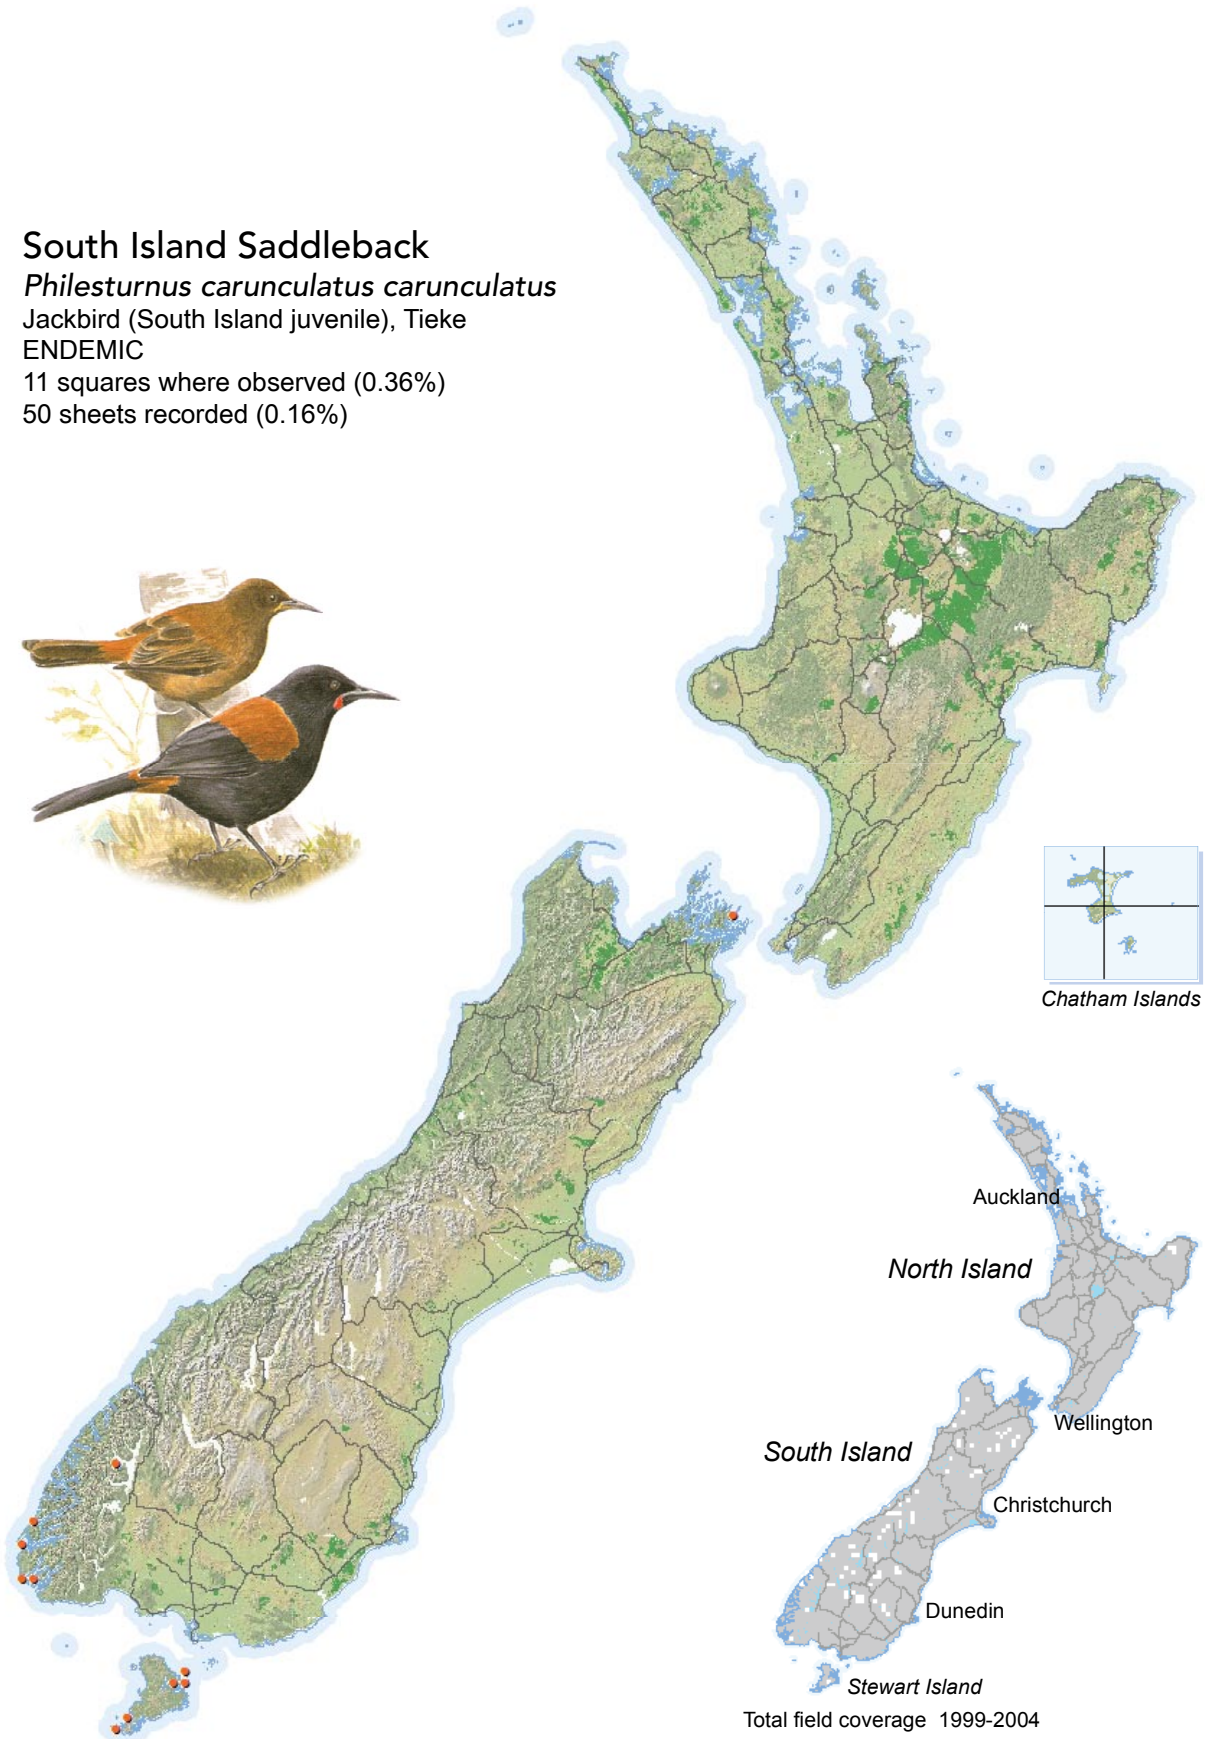 South Island Saddleback
Philesturnus carunculatus carunculatus
Jackbird (South Island juvenile), Tieke
ENDEMIC
11 squares where observed (0.36%)
50 sheets recorded (0.16%)
Chatham Islands
Auckland
North Island
Wellington
South Island
Christchurch
Dunedin
Stewart Island
Total field coverage 1999-2004